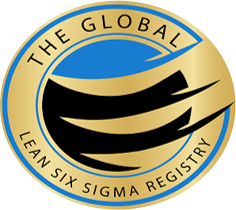 THE GLOBAL
LEAN SIX SIGMA REGISTRY